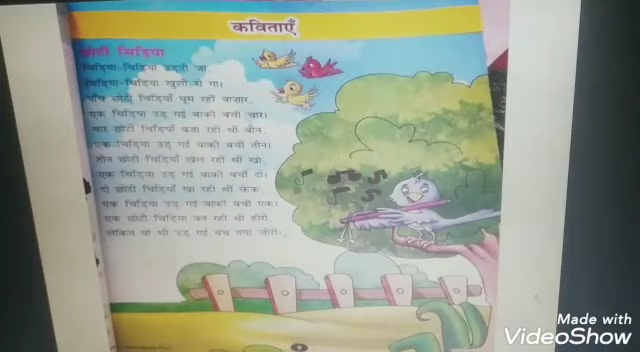 कविताएँ
छोटी चिड़िया
चिड़िया-चिड़िया उड़ती जा,
चिड़िया-चिड़िया खुशी से गा।
पाँच छोटी चिड़ियाँ घूम रहीं बाज़ार,
एक चिड़िया उड़ गई बाकी बचीं चार।
चार छोटी चिड़ियाँ बजा रही थीं बीन,
एक चिड़िया उड़ गई बाकी बचीं तीन।
तीन छोटी चिड़ियाँ खेल रही थीं खो,
एक चिड़िया उड़ गई बाकी बचीं दो।
दो छोटी चिड़ियाँ खा रही थीं केक,
एक चिड़िया उड़ गई बाकी बची एक।
एक छोटी चिड़िया बन रही थी हीरो,
लेकिन वो भी उड़ गई बच गया ज़ीरो।
Made with
VideoShow